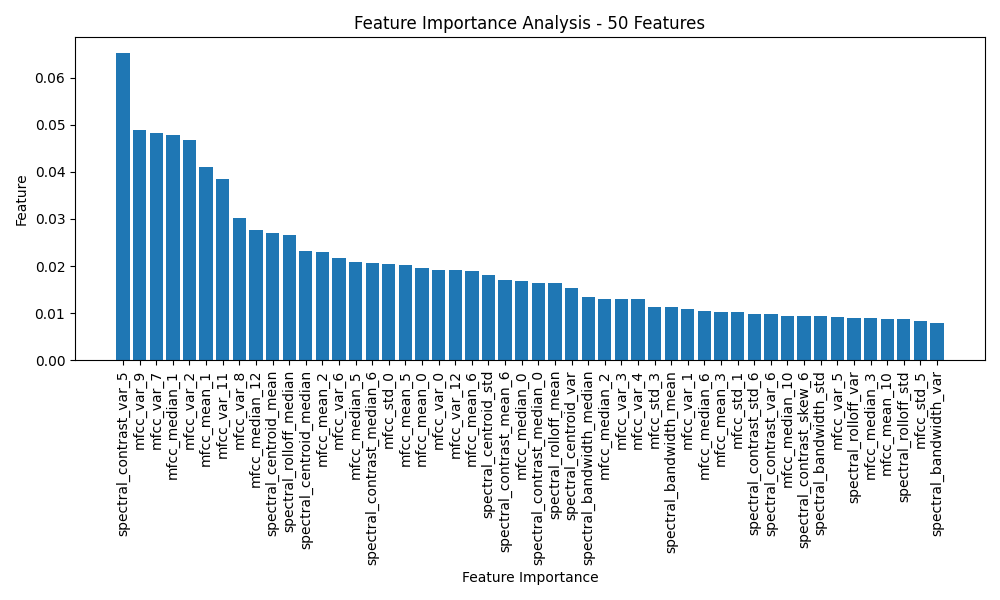 Feature Importance Analysis - 50 Features
Feature
0.06
0.05
0.04
0.03
0.02
0.01
0.00
spectral_contrast_var_5
mfcc_var_9
mfcc_var_7
mfcc_median_1
mfcc_var_2
mfcc_mean_1
mfcc_var_11
mfcc_var_8
mfcc_median_12
spectral_centroid_mean
spectral_rolloff_median
spectral_centroid_median
mfcc_mean_2
mfcc_var_6
mfcc_median_5
spectral_contrast_median_6
mfcc_std_0
mfcc_mean_5
mfcc_mean_0
mfcc_var_0
mfcc_var_12
mfcc_mean_6
spectral_centroid_std
spectral_contrast_mean_6
mfcc_median_0
spectral_contrast_median_0
spectral_rolloff_mean
spectral_centroid_var
spectral_bandwidth_median
mfcc_median_2
mfcc_var_3
mfcc_var_4
mfcc_std_3
spectral_bandwidth_mean
mfcc_var_1
mfcc_median_6
mfcc_mean_3
mfcc_std_1
spectral_contrast_std_6
spectral_contrast_var_6
mfcc_median_10
spectral_contrast_skew_6
spectral_bandwidth_std
mfcc_var_5
spectral_rolloff_var
mfcc_median_3
mfcc_mean_10
spectral_rolloff_std
mfcc_std_5
spectral_bandwidth_var
Feature Importance